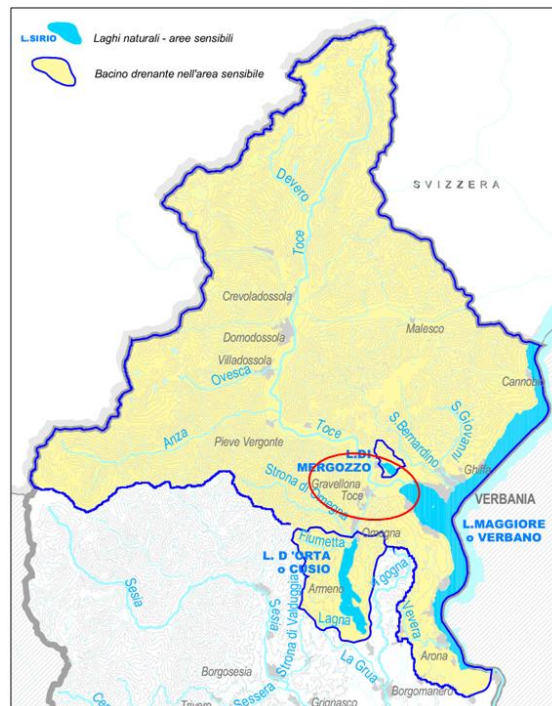 L.SIRIO
Laghi naturali - aree sensibili
Bacino drenante nell'area sensibile
SVIZZERA
Devero
Toce
Crevoladossola
Domodossola
Malesco
Villadossola
Ovesca
Cannobio
S.Giovanni
S.Bernardino
Toce
Anza
Pieve Vergonte
L.DI
MERGOZZO
Ghiffa
Strona di Omegna
Gravellona
Toce
VERBANIA
L.MAGGIORE
o VERBANO
Omegna
Fiumetta
L. D'ORTA
o CUSIO
Agogna
Armeno
Sesia
Sesia
Strona di Valduggia
Lagna
Vevera
Arona
La Grua
Borgosesia
Borgomanero
Sessera
Grignasco